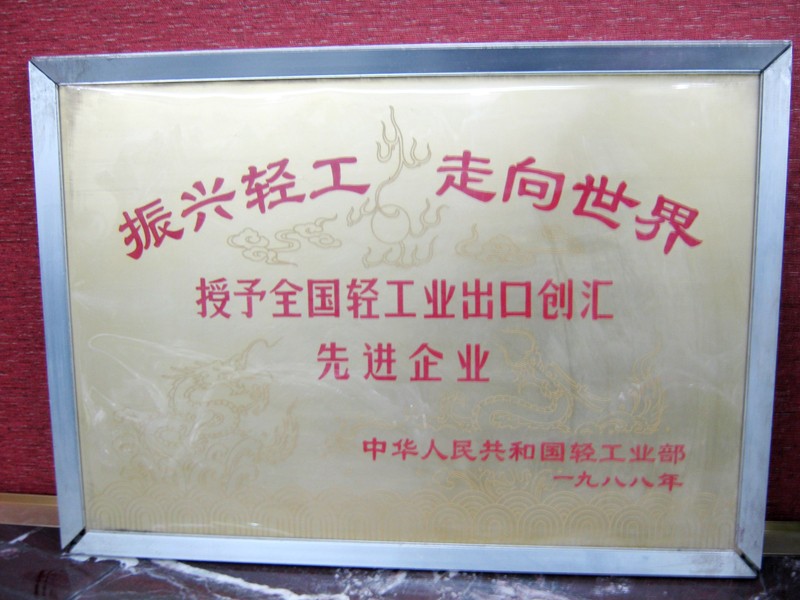 振兴轻工 走向世界
授予全国轻工业出口创汇
先进企业
中华人民共和国轻工业部
一九八八年